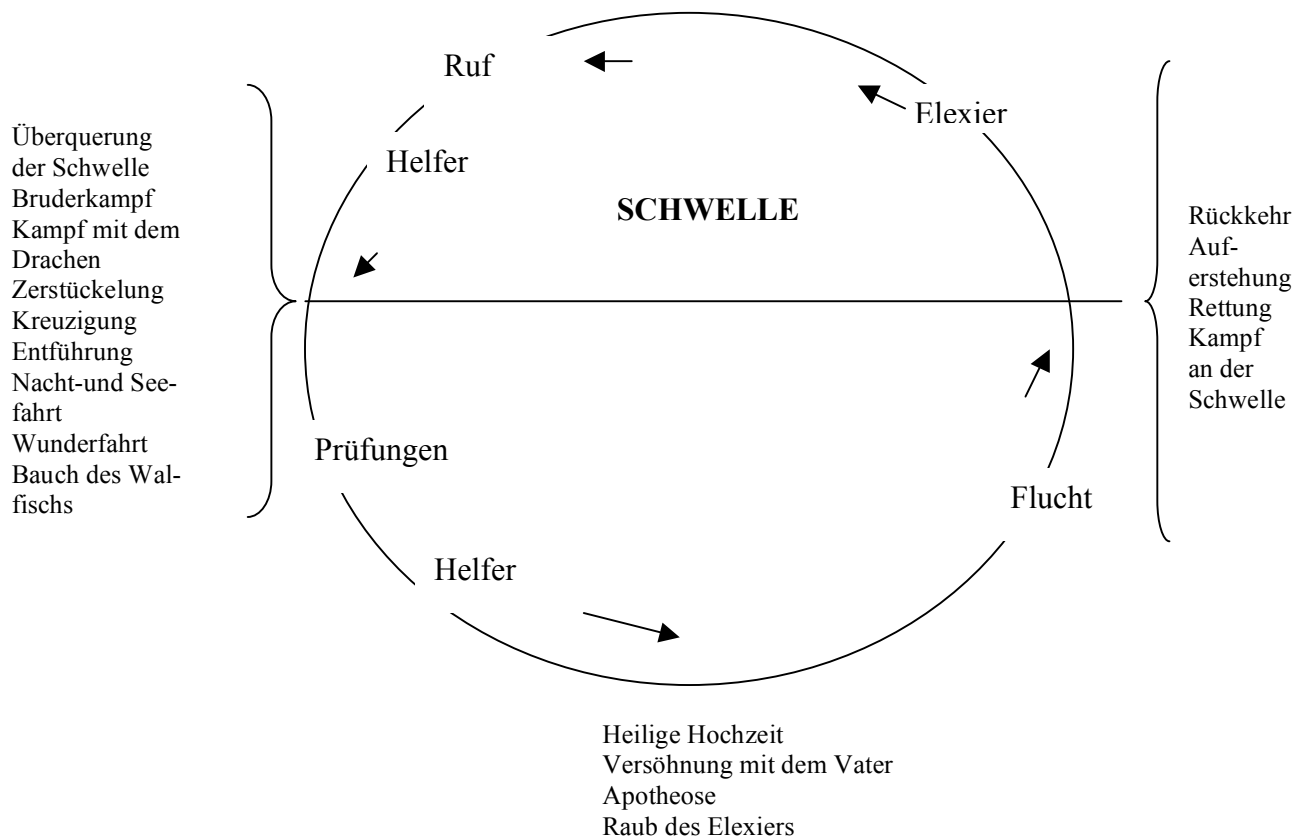 Ruf
Elexier
Helfer
SCHWELLE
Überquerung
der Schwelle
Bruderkampf
Kampf mit dem
Drachen
Zerstückelung
Kreuzigung
Entführung
Nacht-und See-
fahrt
Wunderfahrt
Bauch des Wal-
fischs
Rückkehr
Auf-
erstehung
Rettung
Kampf
an der
Schwelle
Prüfungen
Flucht
Helfer
Heilige Hochzeit
Versöhnung mit dem Vater
Apotheose
Raub des Elexiers